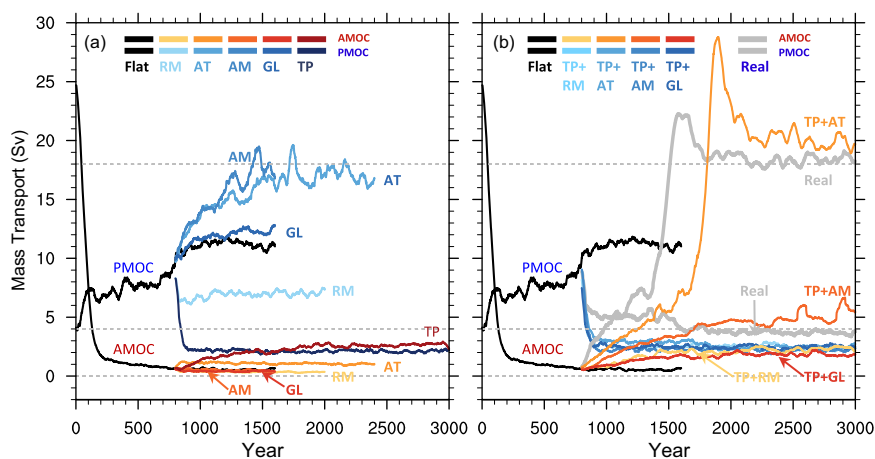 (a)
AMOC
PMOC
Flat RM AT AM GL TP
AM
AT
GL
PMOC
RM
TP
AMOC
AT
AM GL RM
30
25
20
15
10
5
0
Mass Transport (Sv)
0 500 1000 1500 2000 2500 3000
Year
(b)
AMOC
PMOC
Flat TP+ TP+ TP+ TP+ Real
RM AT AM GL
TP+AT
Real
PMOC
Real TP+AM
AMOC
TP+RM TP+GL
0 500 1000 1500 2000 2500 3000
Year